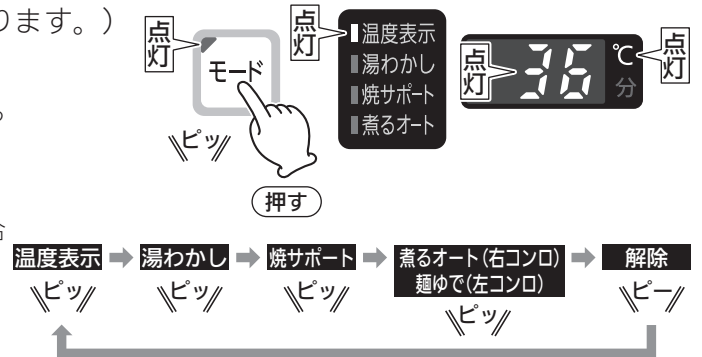 ります。)
点灯
モード
ピッ
押す
点灯
温度表示
湯わかし
焼サポート
煮るオート
点灯
36
℃
分
点灯
温度表示
湯わかし
焼サポート
煮るオート(右コンロ)
麺ゆで(左コンロ)
解除
ピッ
ピッ
ピッ
ピッ
ピー